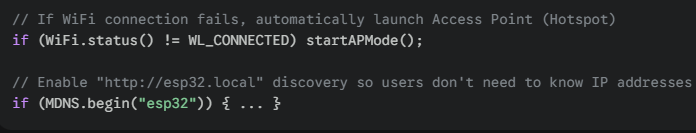 // If WiFi connection fails, automatically launch Access Point (Hotspot)
if (WiFi.status() != WL_CONNECTED) startAPMode();
// Enable "http://esp32.local" discovery so users don't need to know IP addresses
if (MDNS.begin("esp32")) { ... }